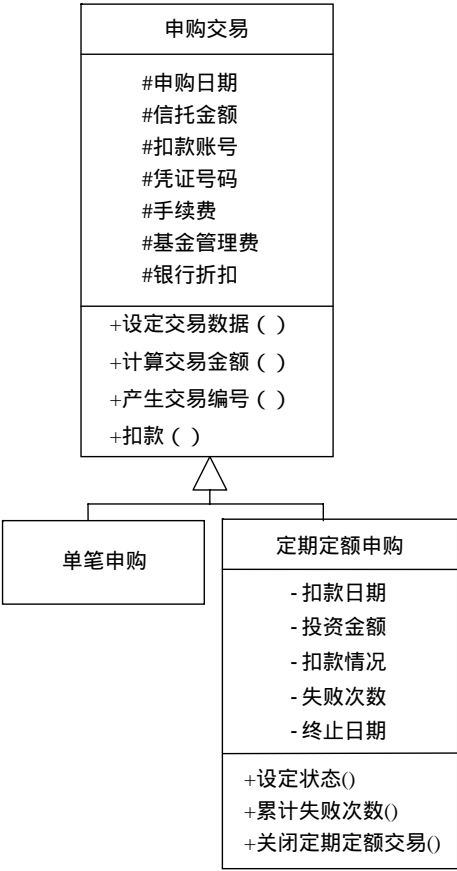 申购交易
#申购日期
#信托金额
#扣款账号
#凭证号码
#手续费
#基金管理费
#银行折扣
+设定交易数据（ ）
+计算交易金额（ ）
+产生交易编号（ ）
+扣款（ ）
单笔申购
定期定额申购
- 扣款日期
- 投资金额
- 扣款情况
- 失败次数
- 终止日期
+设定状态()
+累计失败次数()
+关闭定期定额交易()